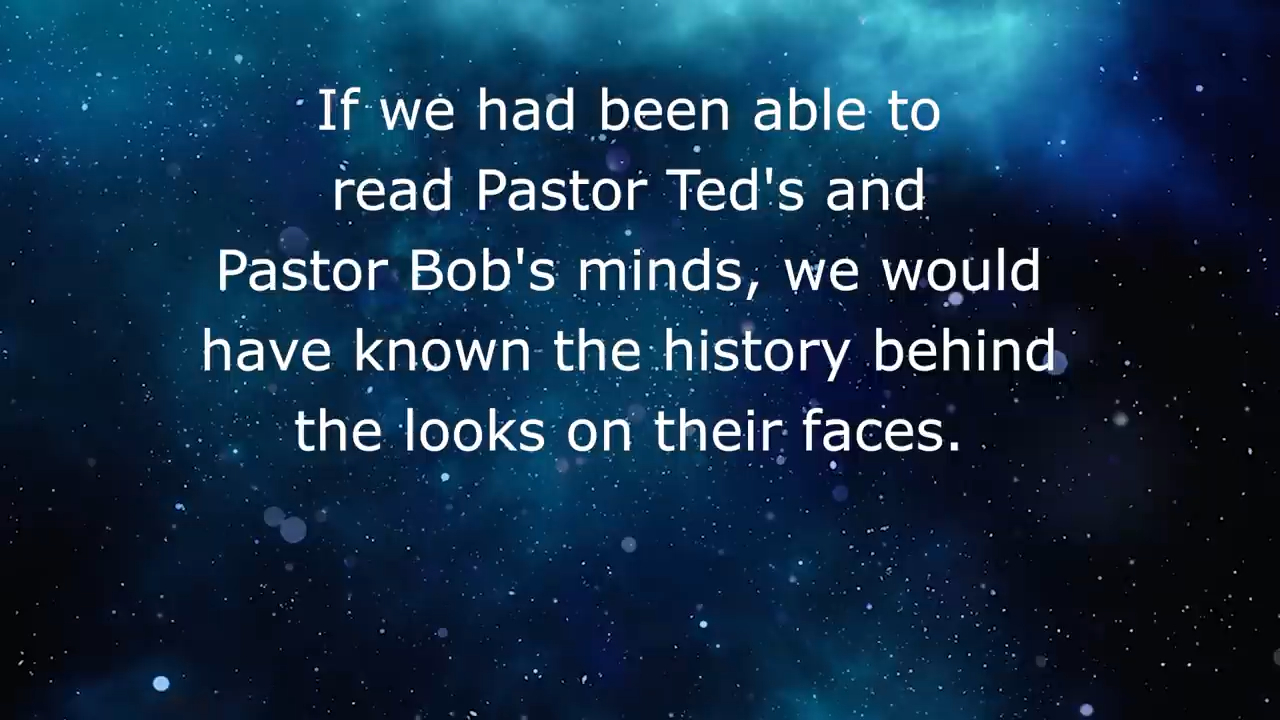 If we had been able to
read Pastor Ted's and
Pastor Bob's minds, we would
have known the history behind
the looks on their faces.